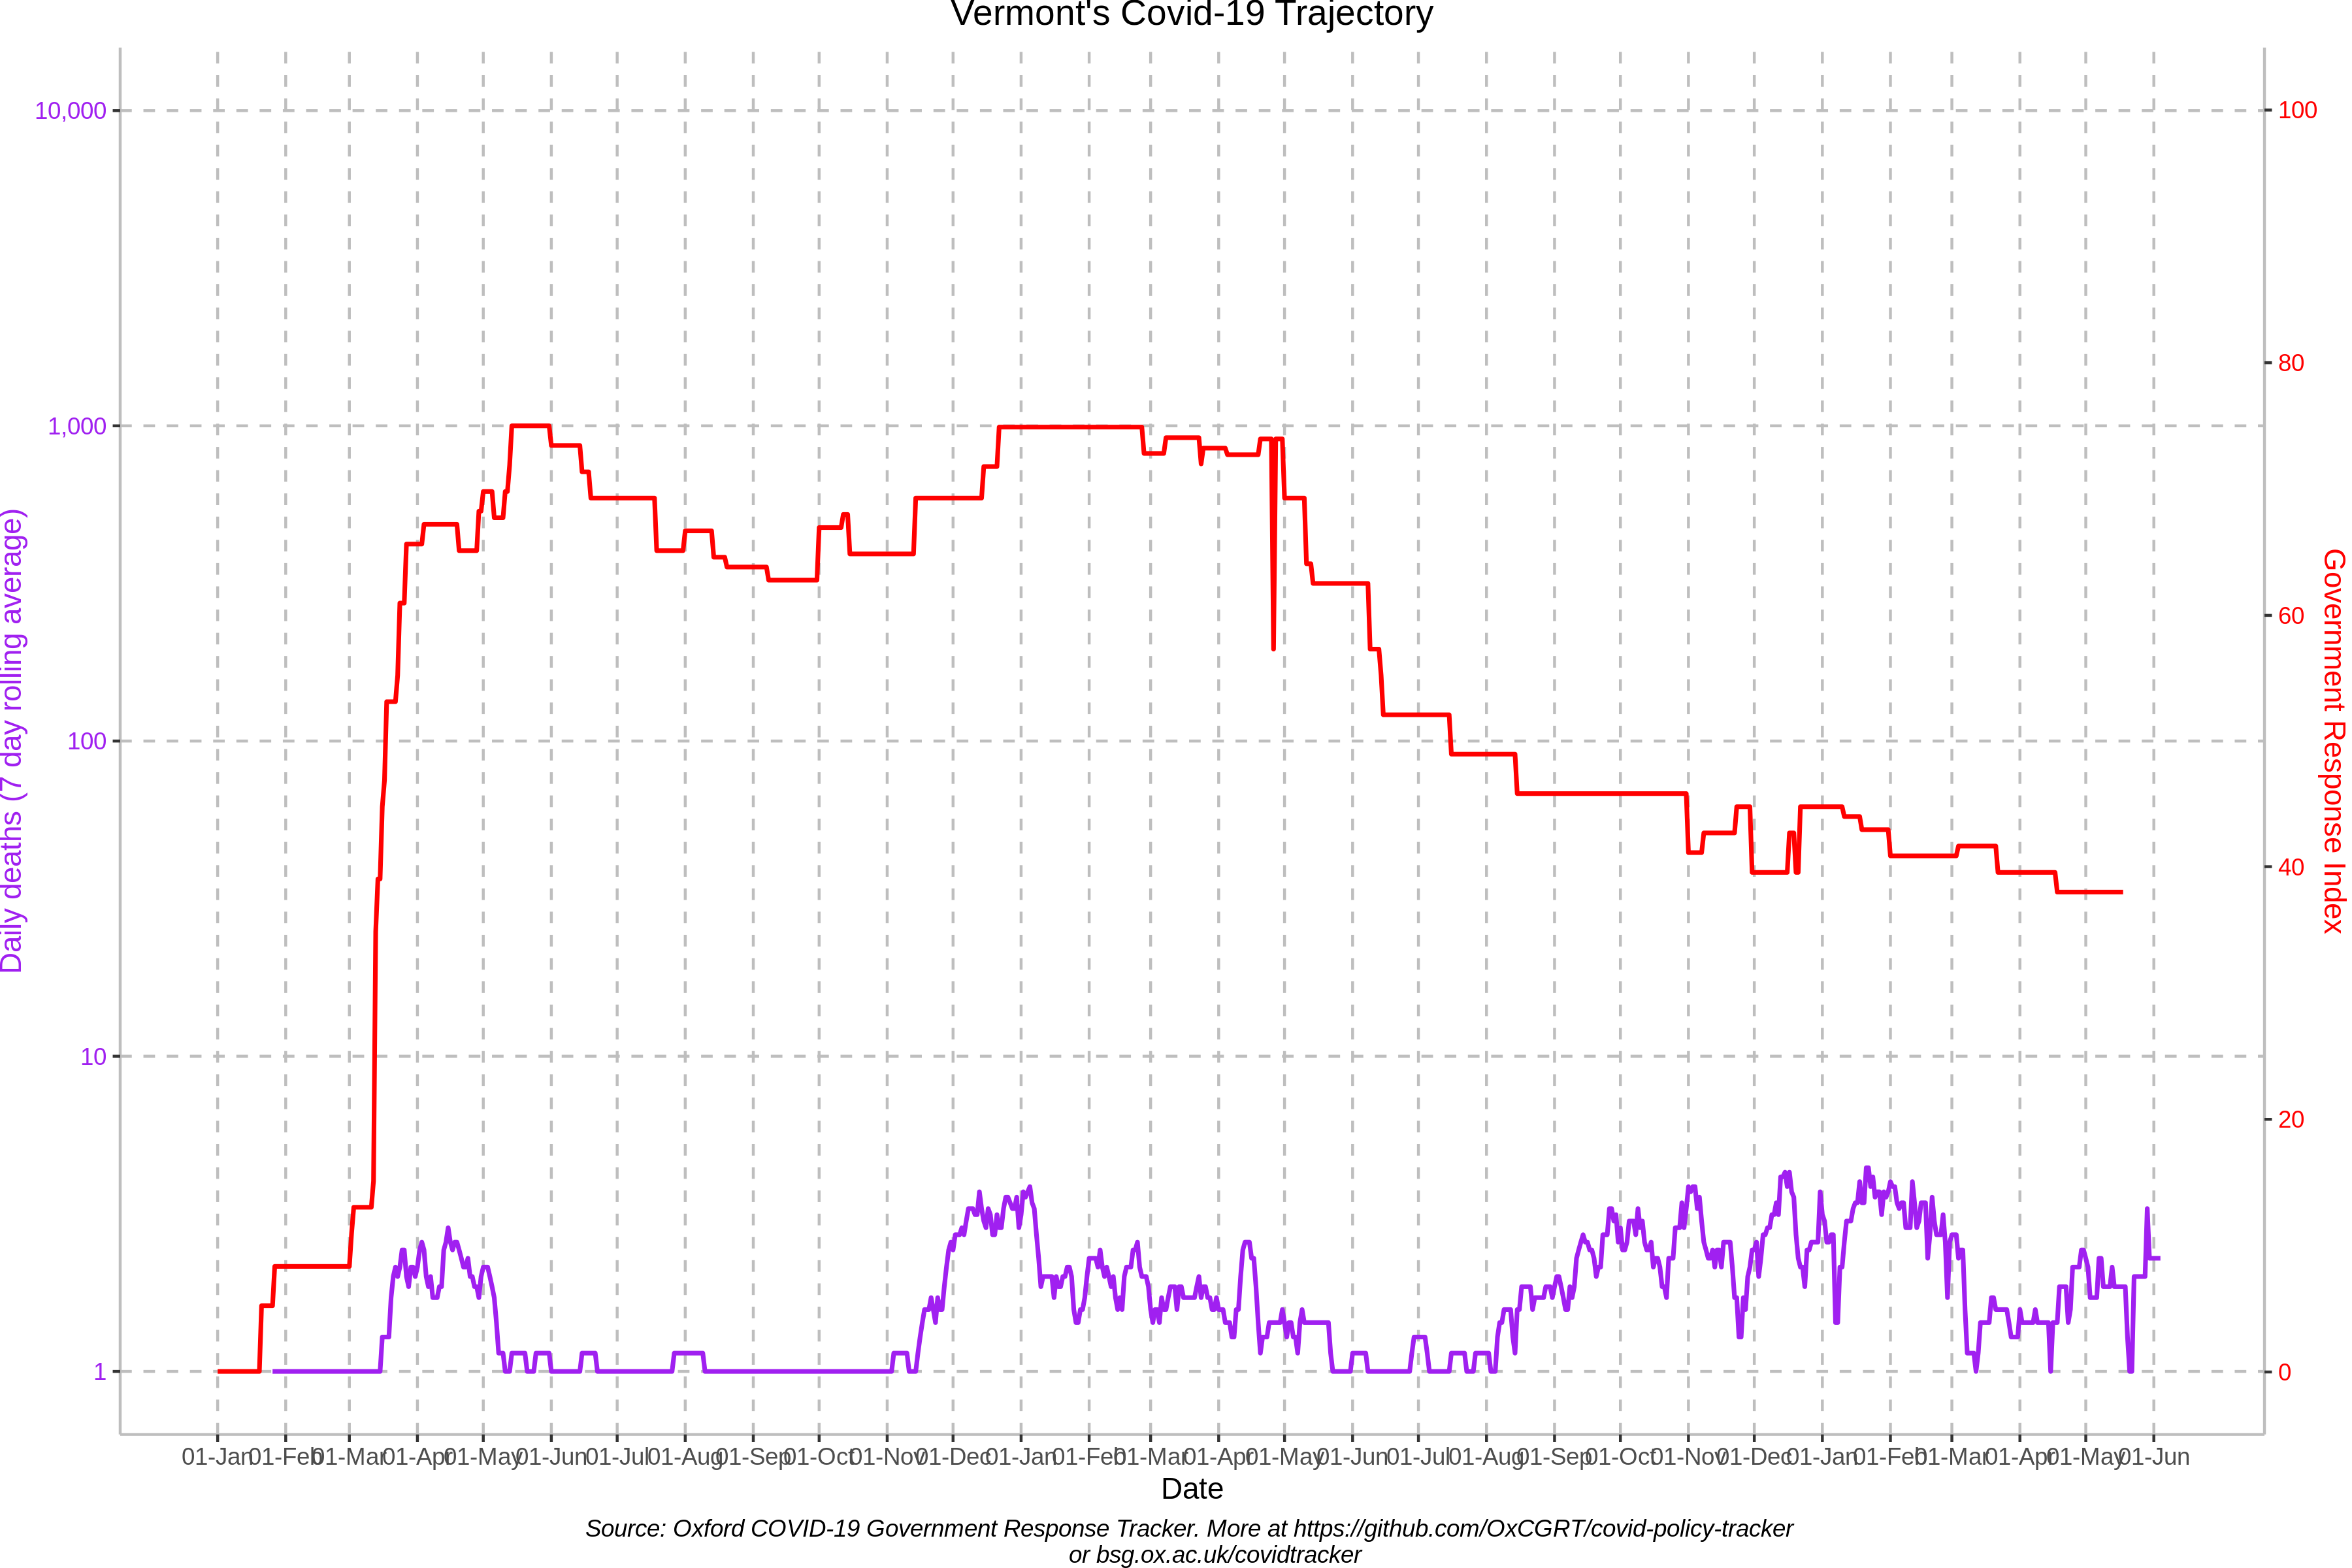 Vermont's Covid-19 Trajectory
Daily deaths (7 day rolling average)
10,000
1,000
100
10
1
100
80
60
40
20
0
Government Response Index
01-Jan 01-Feb 01-Mar 01-Apr 01-May 01-Jun 01-Jul 01-Aug 01-Sep 01-Oct 01-Nov 01-Dec 01-Jan 01-Feb 01-Mar 01-Apr 01-May 01-Jun 01-Jul 01-Aug 01-Sep 01-Oct 01-Nov 01-Dec 01-Jan 01-Feb 01-Mar 01-Apr 01-May 01-Jun
Date
Source: Oxford COVID-19 Government Response Tracker. More at https://github.com/OxCGRT/covid-policy-tracker
or bsg.ox.ac.uk/covidtracker